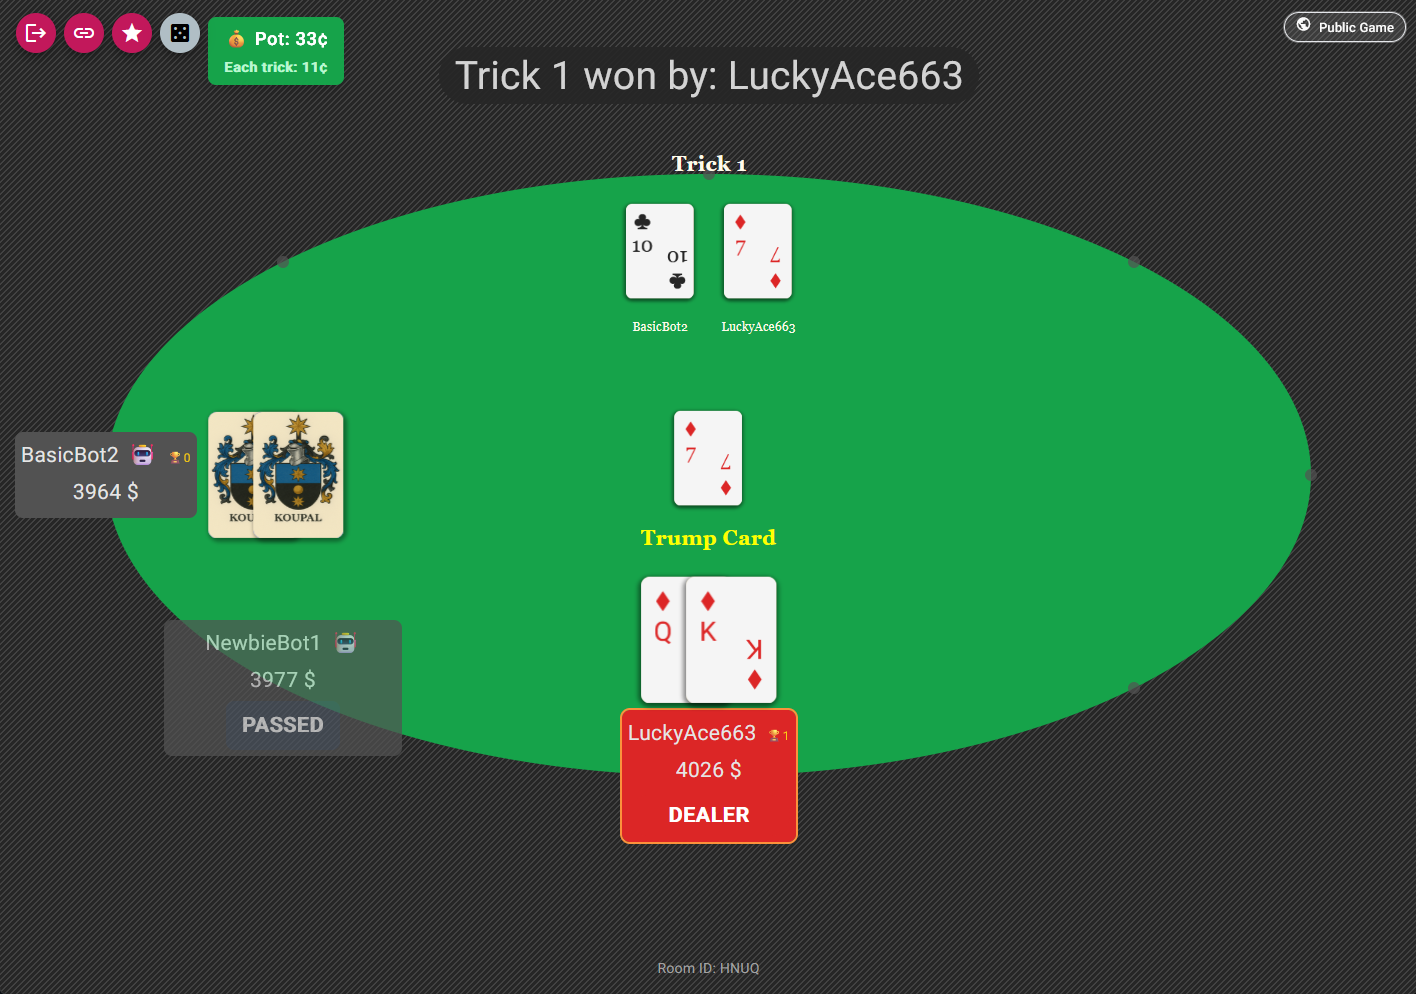 Pot: 33¢
Each trick: 11¢
Public Game
Trick 1 won by: LuckyAce663
Trick 1
10
10
7
7
BasicBot2
LuckyAce663
7
7
Trump Card
BasicBot2 0
3964 $
KOU
KOUPAL
NewbieBot1
3977 $
PASSED
Q
K
K
LuckyAce663 1
4026 $
DEALER
Room ID: HNUQ